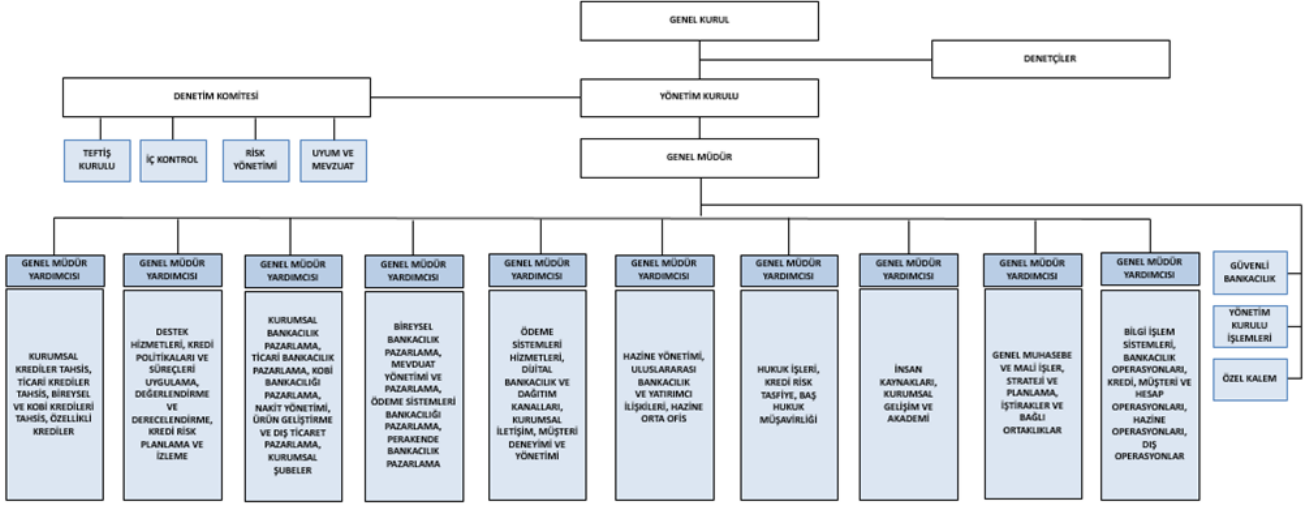 GENEL KURUL
DENETÇİLER
DENETİM KOMİTESİ
YÖNETİM KURULU
TEFTİŞ
KURULU
İÇ KONTROL
RİSK
YÖNETİMİ
UYUM VE
MEVZUAT
GENEL MÜDÜR
GENEL MÜDÜR
YARDIMCISI
KURUMSAL
KREDİLER TAHSİS,
TİCARİ KREDİLER
TAHSİS, BİREYSEL
VE KOBİ KREDİLERİ
TAHSİS, ÖZELLİKLİ
KREDİLER
GENEL MÜDÜR
YARDIMCISI
DESTEK
HİZMETLERİ, KREDİ
POLİTİKALARI VE
SÜREÇLERİ
UYGULAMA,
DEĞERLENDİRME
VE
DERECELENDİRME,
KREDİ RİSK
PLANLAMA VE
İZLEME
GENEL MÜDÜR
YARDIMCISI
KURUMSAL
BANKACILIK
PAZARLAMA,
TİCARİ BANKACILIK
PAZARLAMA, KOBİ
BANKACILIĞI
PAZARLAMA,
NAKİT YÖNETİMİ,
ÜRÜN GELİŞTİRME
VE DIŞ TİCARET
PAZARLAMA,
KURUMSAL
ŞUBELER
GENEL MÜDÜR
YARDIMCISI
BİREYSEL
BANKACILIK
PAZARLAMA,
MEVDUAT
YÖNETİMİ VE
PAZARLAMA,
ÖDEME SİSTEMLERİ
BANKACILIĞI
PAZARLAMA,
PERAKENDE
BANKACILIK
PAZARLAMA
GENEL MÜDÜR
YARDIMCISI
ÖDEME
SİSTEMLERİ
HİZMETLERİ,
DİJİTAL
BANKACILIK VE
DAĞITIM
KANALLARI,
KURUMSAL
İLETİŞİM, MÜŞTERİ
DENEYİMİ VE
YÖNETİMİ
GENEL MÜDÜR
YARDIMCISI
HAZİNE YÖNETİMİ,
ULUSLARARASI
BANKACILIK
VE YATIRIMCI
İLİŞKİLERİ, HAZİNE
ORTA OFİS
GENEL MÜDÜR
YARDIMCISI
HUKUK İŞLERİ,
KREDİ RİSK
TASFİYE, BAŞ
HUKUK
MÜŞAVİRLİĞİ
GENEL MÜDÜR
YARDIMCISI
İNSAN
KAYNAKLARI,
KURUMSAL
GELİŞİM VE
AKADEMİ
GENEL MÜDÜR
YARDIMCISI
GENEL MUHASEBE
VE MALİ İŞLER,
STRATEJİ VE
PLANLAMA,
İŞTİRAKLER VE
BAĞLI
ORTAKLIKLAR
GENEL MÜDÜR
YARDIMCISI
BİLGİ İŞLEM
SİSTEMLERİ,
BANKACILIK
OPERASYONLARI,
KREDİ, MÜŞTERİ VE
HESAP
OPERASYONLARI,
HAZİNE
OPERASYONLARI,
DIŞ
OPERASYONLAR
GÜVENLİ
BANKACILIK
YÖNETİM
KURULU
İŞLEMLERİ
ÖZEL KALEM